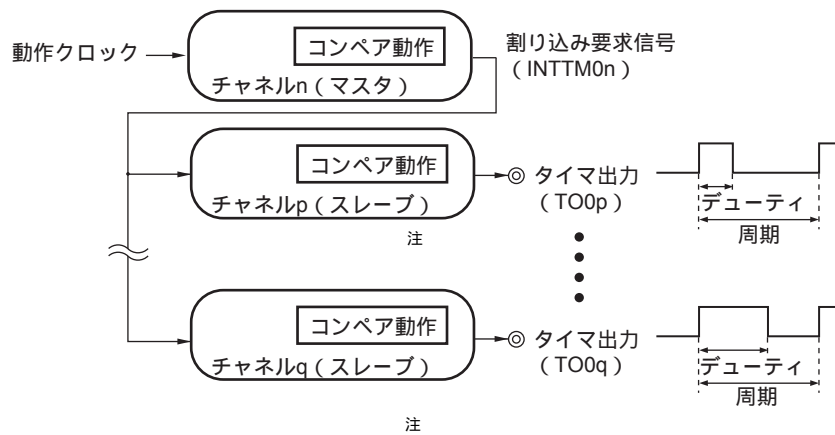 動作クロック
コンペア動作
チャネルn（マスタ）
割り込み要求信号
（INTTM0n）
コンペア動作
チャネルp（スレーブ）
注
タイマ出力
（TO0p）
デューティ
周期
コンペア動作
チャネルq（スレーブ）
注
タイマ出力
（TO0q）
デューティ
周期